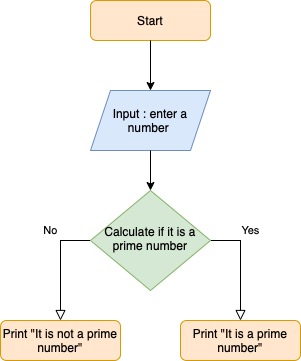 Start
Input : enter a
number
Calculate if it is a
prime number
No
Yes
Print "It is not a prime
number"
Print "It is a prime
number"